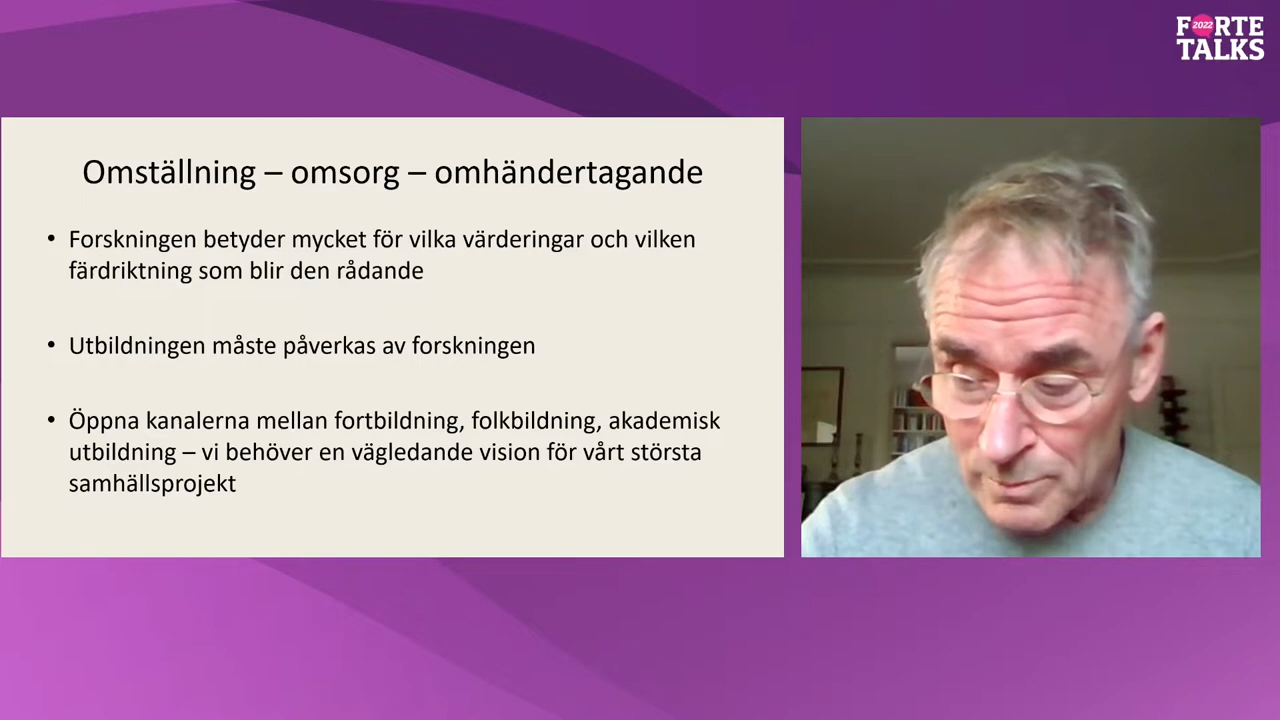 FORTE
2022
TALKS
Omställning – omsorg – omhändertagande
• Forskningen betyder mycket för vilka värderingar och vilken
färdriktning som blir den rådande
• Utbildningen måste påverkas av forskningen
• Öppna kanalerna mellan fortbildning, folkbildning, akademisk
utbildning – vi behöver en vägledande vision för vårt största
samhällsprojekt